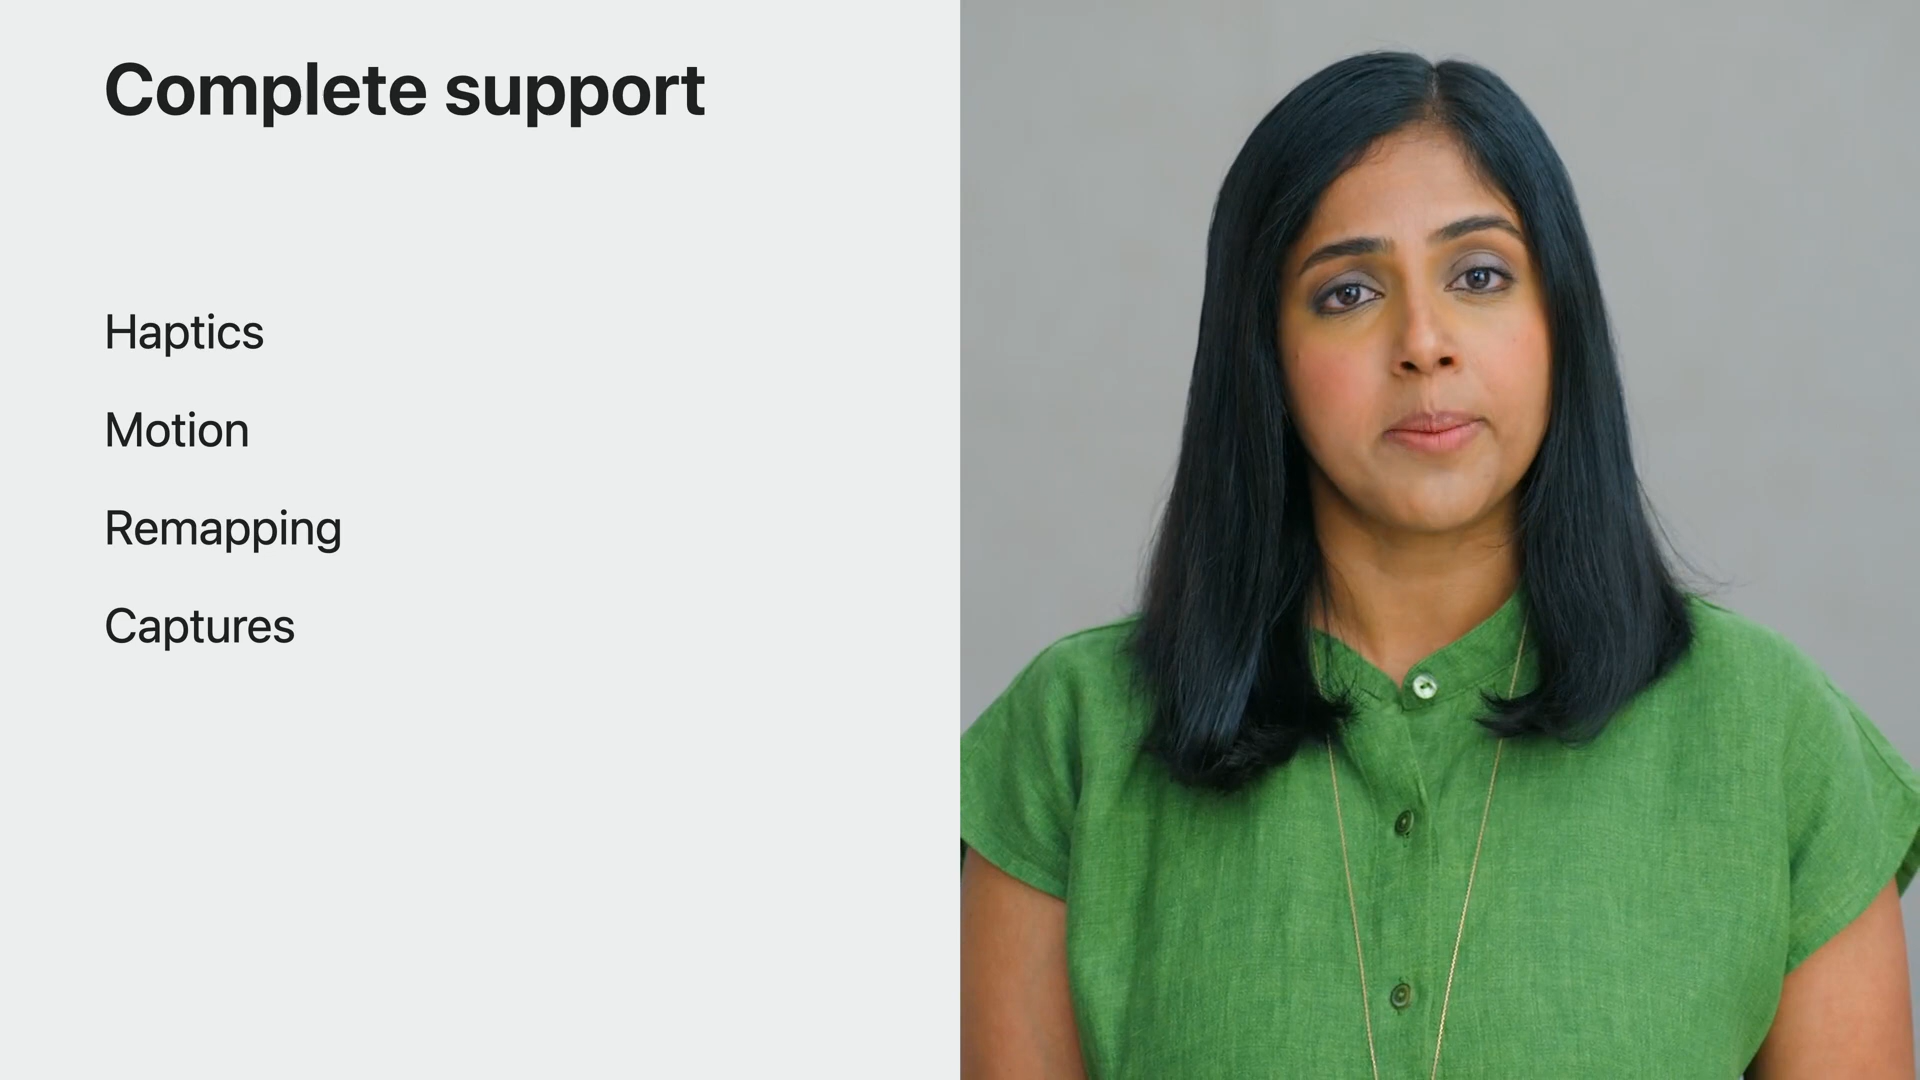 Complete support
Haptics
Motion
Remapping
Captures